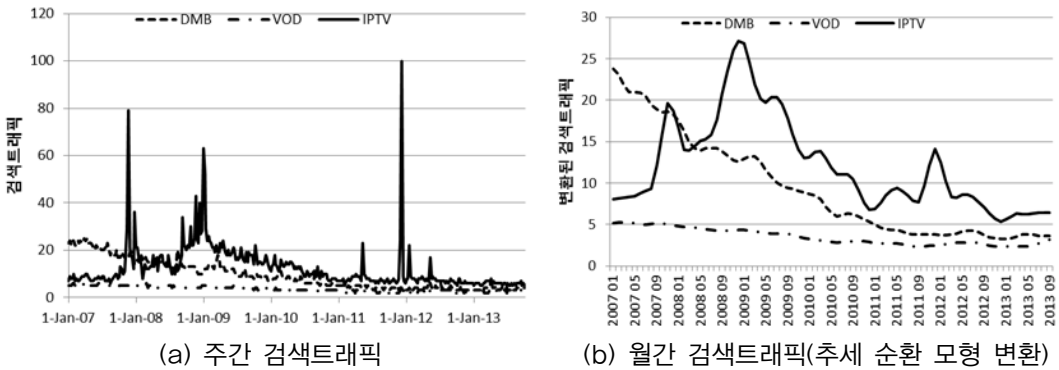 DMB VOD IPTV
120
100
80
60
40
20
0
검색트래픽
1-Jan-07 1-Jan-08 1-Jan-09 1-Jan-10 1-Jan-11 1-Jan-12 1-Jan-13
(a) 주간 검색트래픽
DMB VOD IPTV
30
25
20
15
10
5
0
변환된 검색트래픽
2007 01 2007 05 2007 09 2008 01 2008 05 2008 09 2009 01 2009 05 2009 09 2010 01 2010 05 2010 09 2011 01 2011 05 2011 09 2012 01 2012 05 2012 09 2013 01 2013 05 2013 09
(b) 월간 검색트래픽(추세 순환 모형 변환)